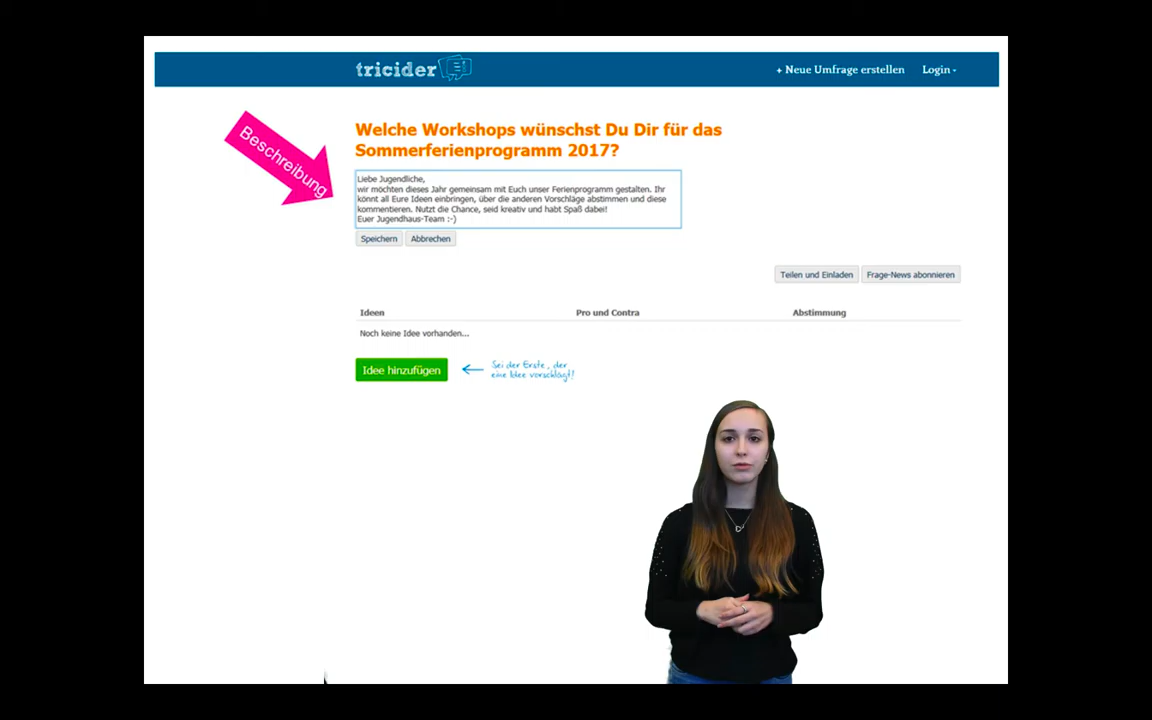 tricider
+ Neue Umfrage erstellen
Login
Beschreibung
Welche Workshops wünschst Du Dir für das
Sommerferienprogramm 2017?
Liebe Jugendliche,
wir möchten dieses Jahr gemeinsam mit Euch unser Ferienprogramm gestalten. Ihr
könnt all Eure Ideen einbringen, über die anderen Vorschläge abstimmen und diese
kommentieren. Nutzt die Chance, seid kreativ und habt Spaß dabei!
Euer Jugendhaus-Team :-)
Speichern
Abbrechen
Teilen und Einladen
Frage-News abonnieren
Ideen
Pro und Contra
Abstimmung
Noch keine Idee vorhanden...
Idee hinzufügen
Sei der Erste, der
eine Idee vorschlägt!